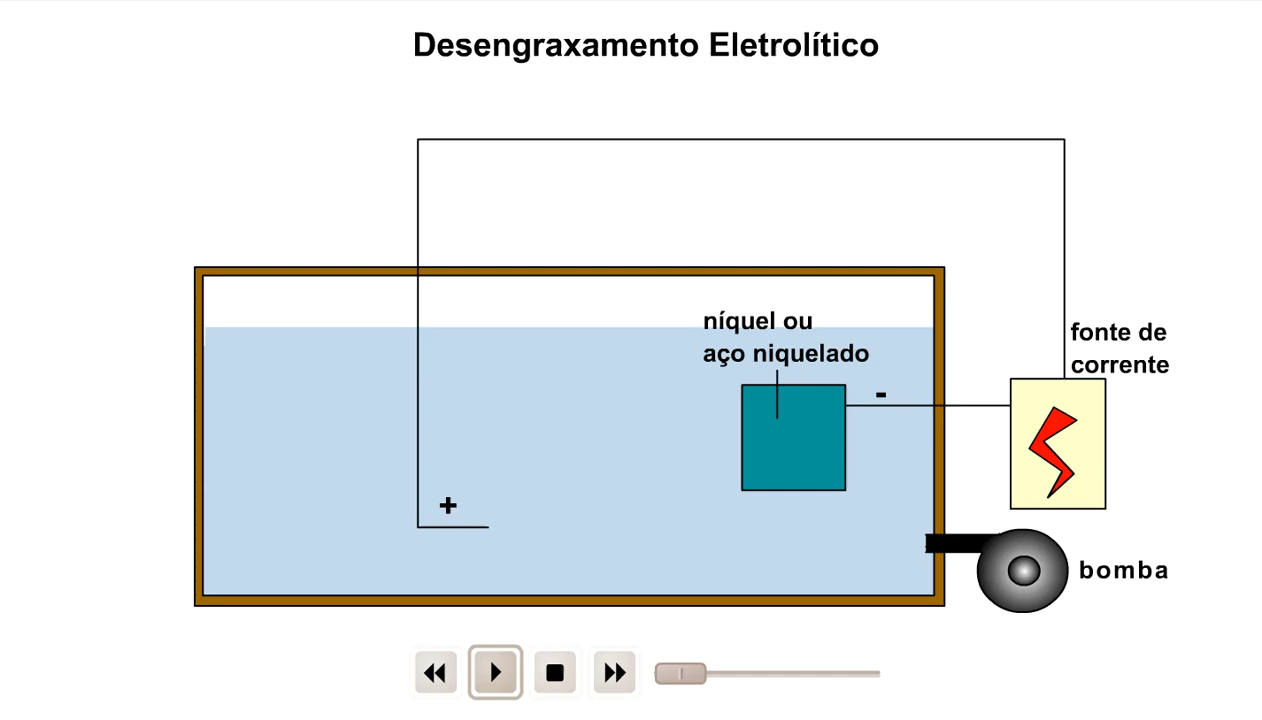 Desengraxamento Eletrolítico
níquel ou
aço niquelado
-
fonte de
corrente
+
bomba